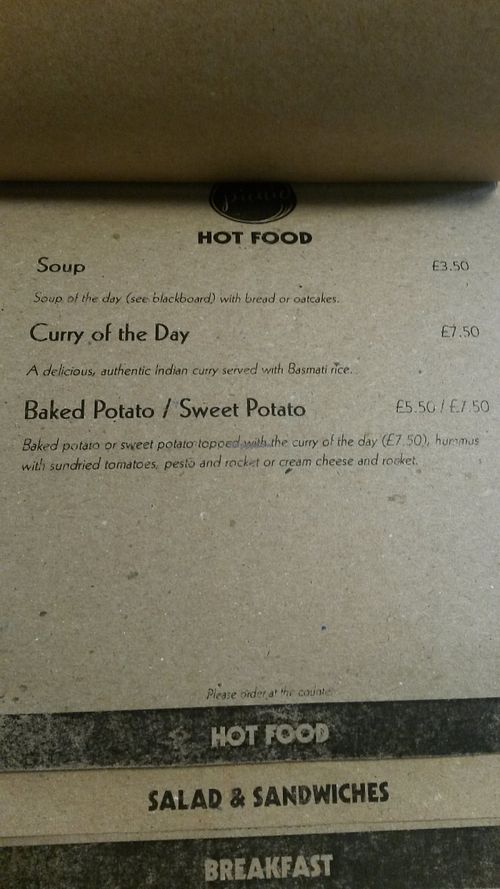 picnic
HOT FOOD
Soup £3.50
Soup of the day (see blackboard) with bread or oatcakes.
Curry of the Day £7.50
A delicious, authentic Indian curry served with Basmati rice.
Baked Potato / Sweet Potato £5.50 / £7.50
Baked potato or sweet potato topped with the curry of the day (£7.50), hummus
with sundried tomatoes, pesto and rocket or cream cheese and rocket.
Please order at the counter
HOT FOOD
SALAD & SANDWICHES
BREAKFAST